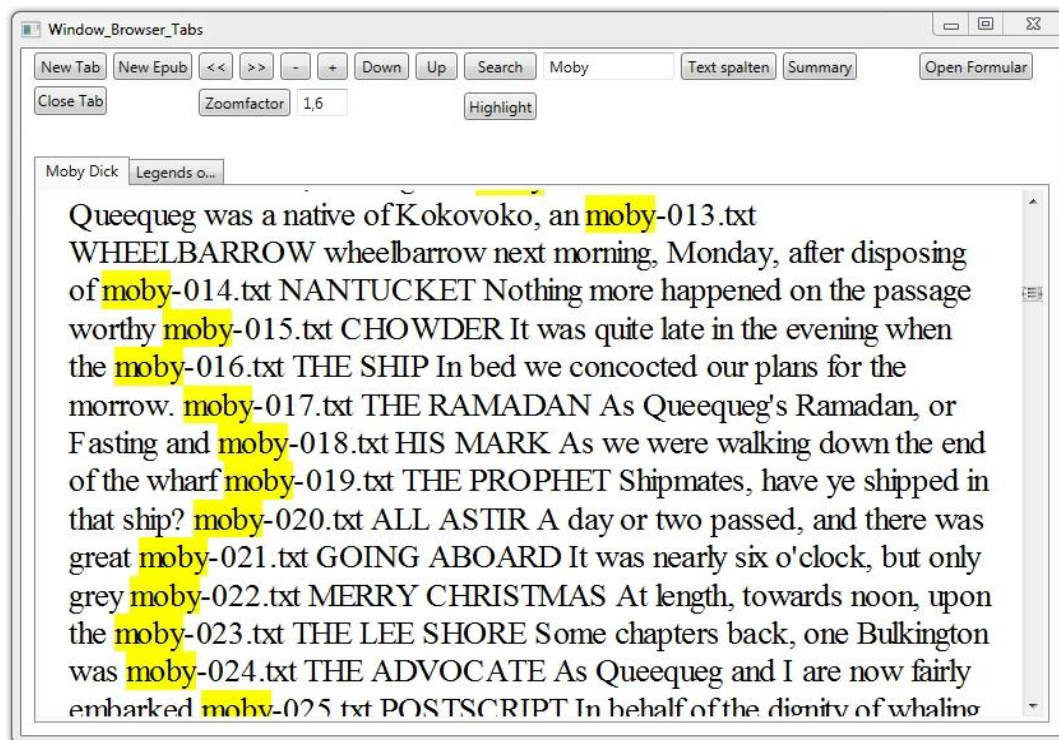 Window_Browser_Tabs
New Tab New Epub << >> - + Down Up Search Moby Text spalten Summary Open Formular
Close Tab Zoomfactor 1,6 Highlight
Moby Dick Legends o...
Queequeg was a native of Kokovoko, an moby-013.txt
WHEELBARROW wheelbarrow next morning, Monday, after disposing
of moby-014.txt NANTUCKET Nothing more happened on the passage
worthy moby-015.txt CHOWDER It was quite late in the evening when
the moby-016.txt THE SHIP In bed we concocted our plans for the
morrow. moby-017.txt THE RAMADAN As Queequeg's Ramadan, or
Fasting and moby-018.txt HIS MARK As we were walking down the end
of the wharf moby-019.txt THE PROPHET Shipmates, have ye shipped in
that ship? moby-020.txt ALL ASTIR A day or two passed, and there was
great moby-021.txt GOING ABOARD It was nearly six o'clock, but only
grey moby-022.txt MERRY CHRISTMAS At length, towards noon, upon
the moby-023.txt THE LEE SHORE Some chapters back, one Bulkington
was moby-024.txt THE ADVOCATE As Queequeg and I are now fairly
embarked moby-025.txt POSTSCRIPT In behalf of the dignity of whaling,